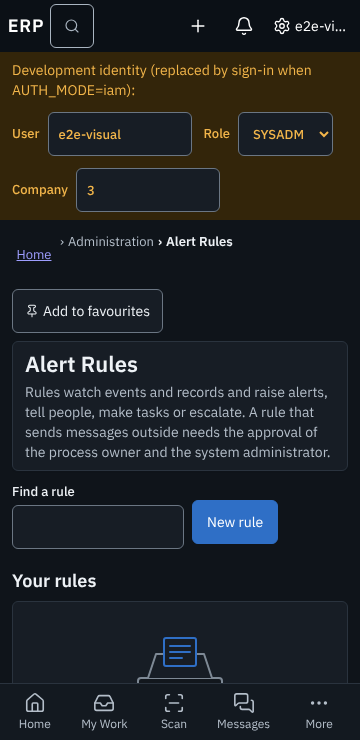 ERP
e2e-vi...
Development identity (replaced by sign-in when
AUTH_MODE=iam):
User e2e-visual Role SYSADM
Company 3
Home › Administration › Alert Rules
Add to favourites
Alert Rules
Rules watch events and records and raise alerts,
tell people, make tasks or escalate. A rule that
sends messages outside needs the approval of
the process owner and the system administrator.
Find a rule
New rule
Your rules
Home My Work Scan Messages More